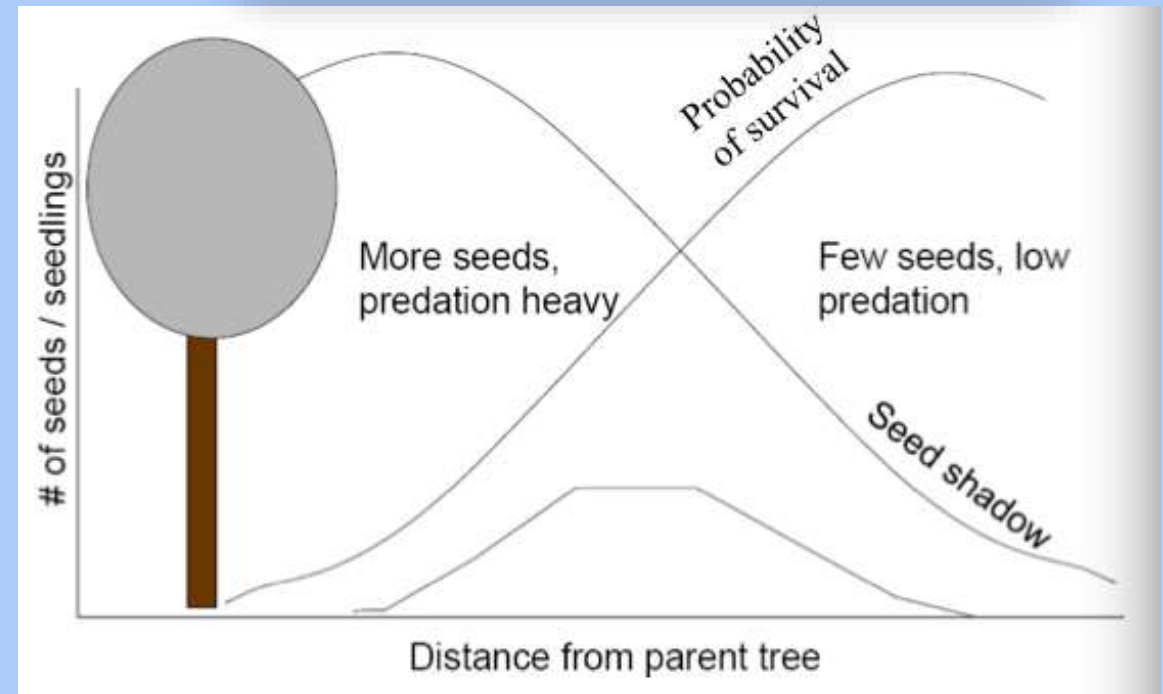 Probability
of survival
# of seeds / seedlings
More seeds,
predation heavy
Few seeds, low
predation
Seed shadow
Distance from parent tree